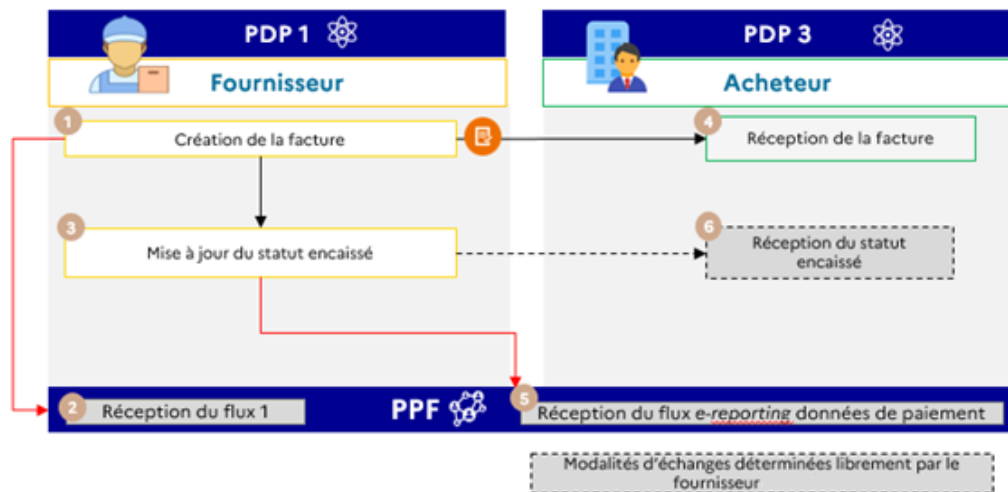 PDP 1
PDP 3
Fournisseur
Acheteur
1
Création de la facture
4
Réception de la facture
3
Mise à jour du statut encaissé
6
Réception du statut
encaissé
2
Réception du flux 1
PPF
5
Réception du flux e-reporting données de paiement
Modalités d'échanges déterminées librement par le
fournisseur